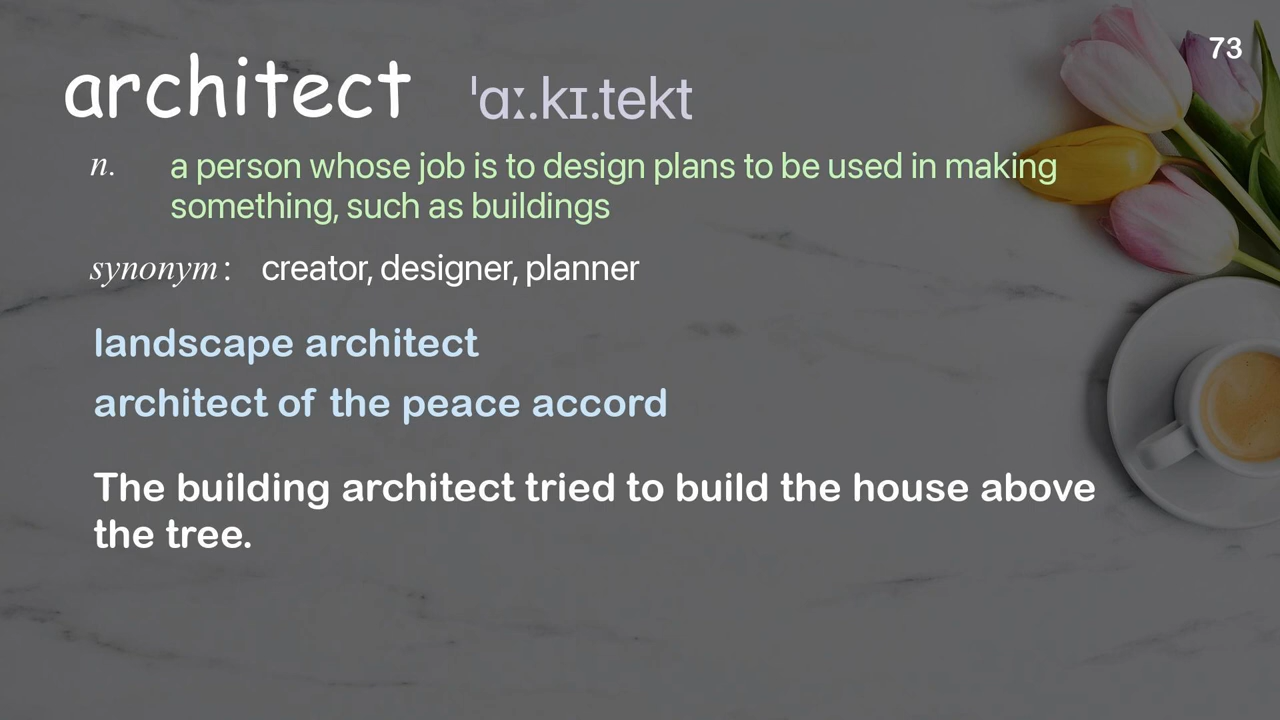 73
architect ˈɑː.kɪ.tekt
n. a person whose job is to design plans to be used in making
something, such as buildings
synonym: creator, designer, planner
landscape architect
architect of the peace accord
The building architect tried to build the house above
the tree.